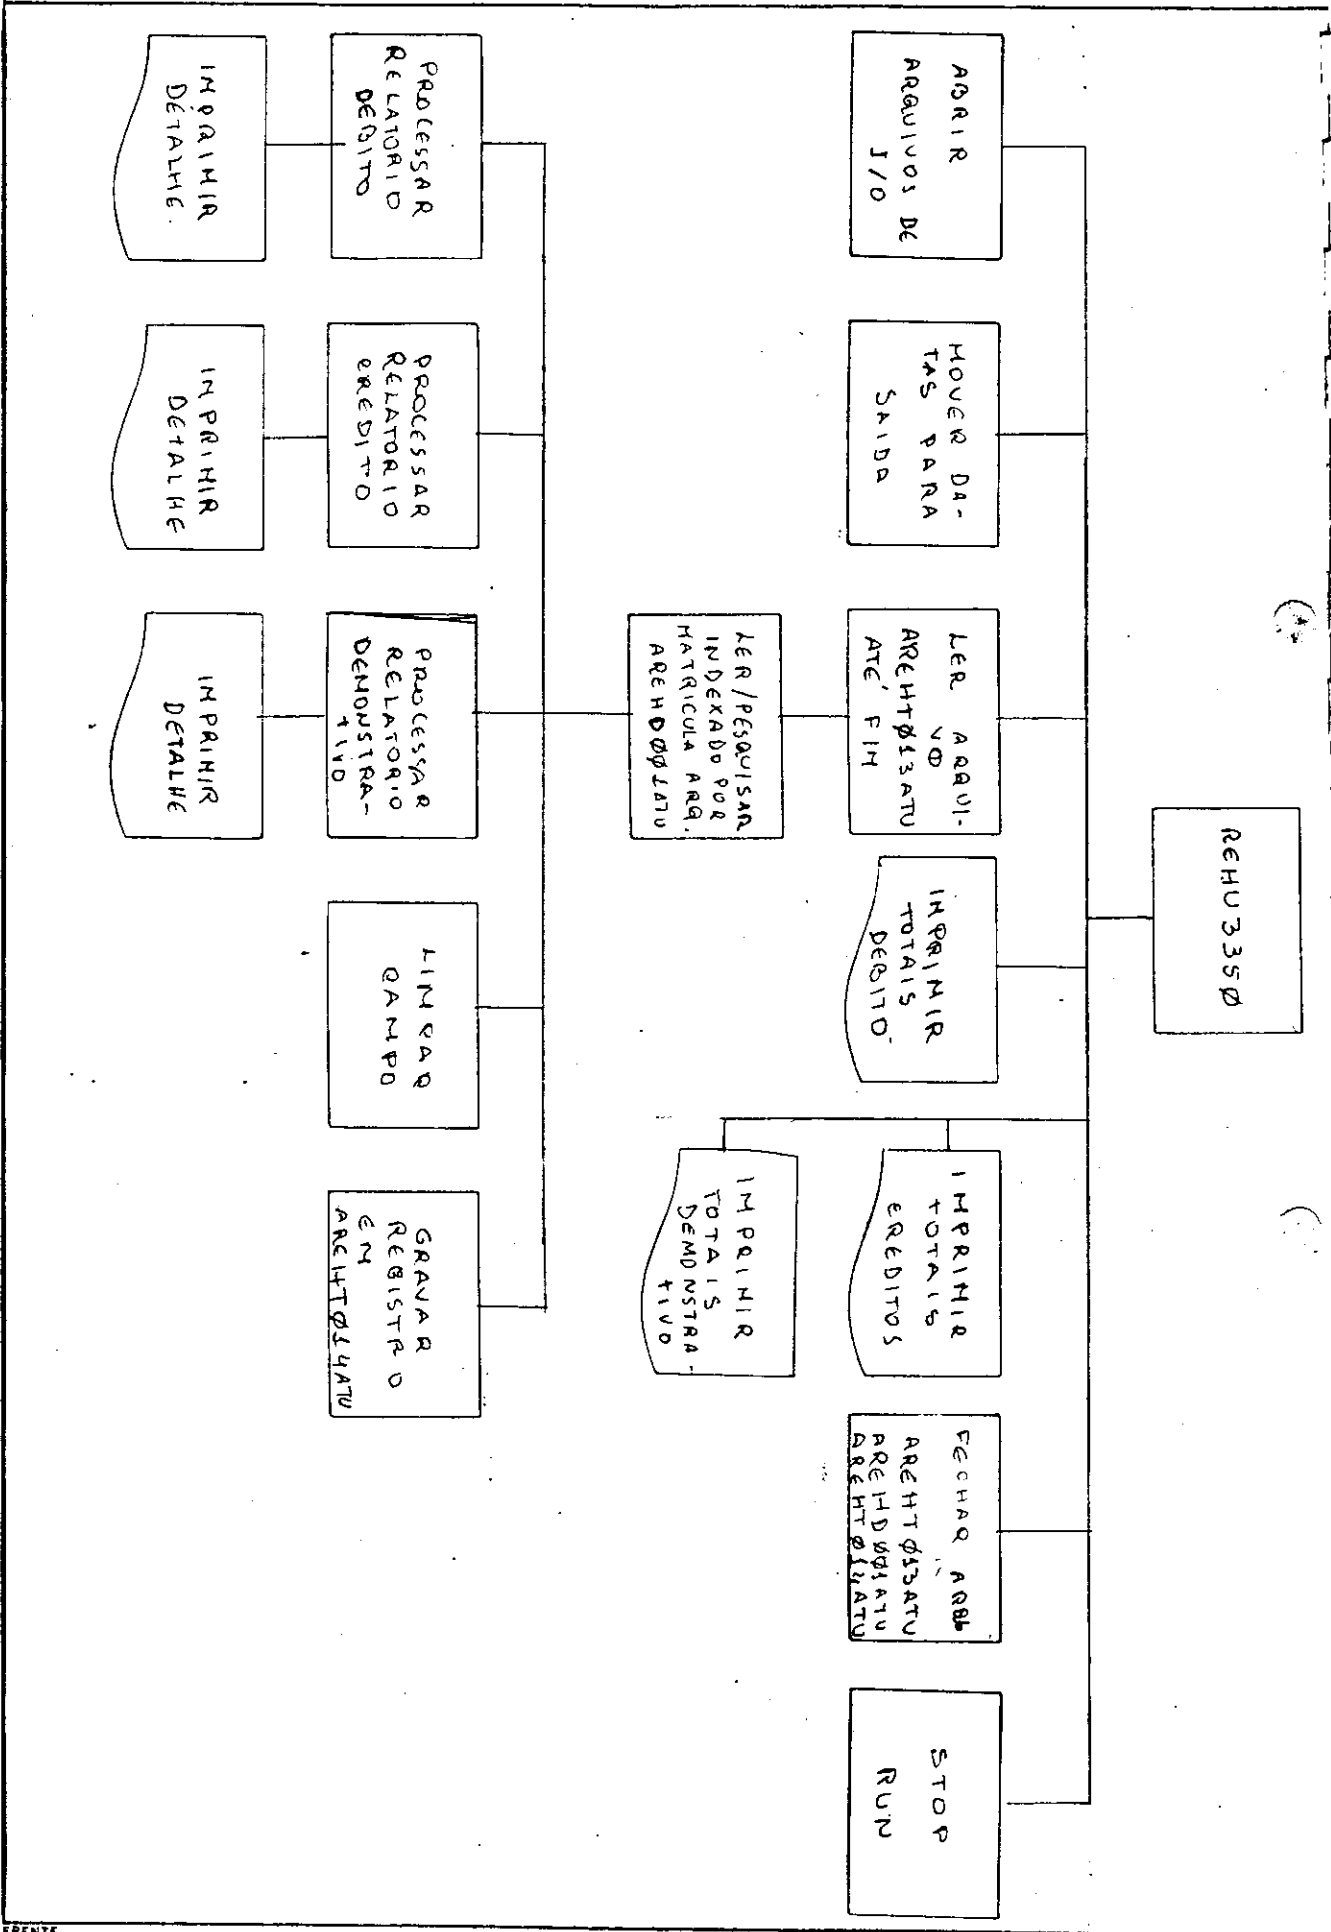 REHU3350
ABRIR
ARQUIVOS DE
I/O
MOVER DA-
TAS PARA
SAIDA
LER ARQUI-
VO
AREHTØ13ATU
ATÉ FIM
IMPRIMIR
TOTAIS
DEBITO
IMPRIMIR
TOTAIS
CREDITOS
IMPRIMIR
TOTAIS
DEMONSTRA-
TIVO
FECHAR ARQ
AREHTØ13ATU
AREHDØØ1ATU
AREHTØ14ATU
STOP
RUN
LER/PESQUISAR
INDEXADO POR
MATRICULA ARQ.
AREHDØØ1ATU
PROCESSAR
RELATORIO
DEBITO
PROCESSAR
RELATORIO
CREDITO
PROCESSAR
RELATORIO
DEMONSTRA-
TIVO
LIMPAR
CAMPO
GRAVAR
REGISTRO
EM
AREHTØ14ATU
IMPRIMIR
DETALHE.
IMPRIMIR
DETALHE
IMPRIMIR
DETALHE
FRENTE